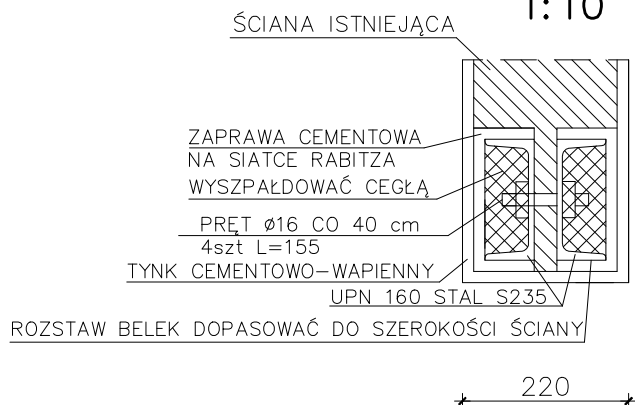 1:10
ŚCIANA ISTNIEJĄCA
ZAPRAWA CEMENTOWA
NA SIATCE RABITZA
WYSZPAŁDOWAĆ CEGŁĄ
PRĘT ø16 CO 40 cm
4szt L=155
TYNK CEMENTOWO-WAPIENNY
UPN 160 STAL S235
ROZSTAW BELEK DOPASOWAĆ DO SZEROKOŚCI ŚCIANY
220